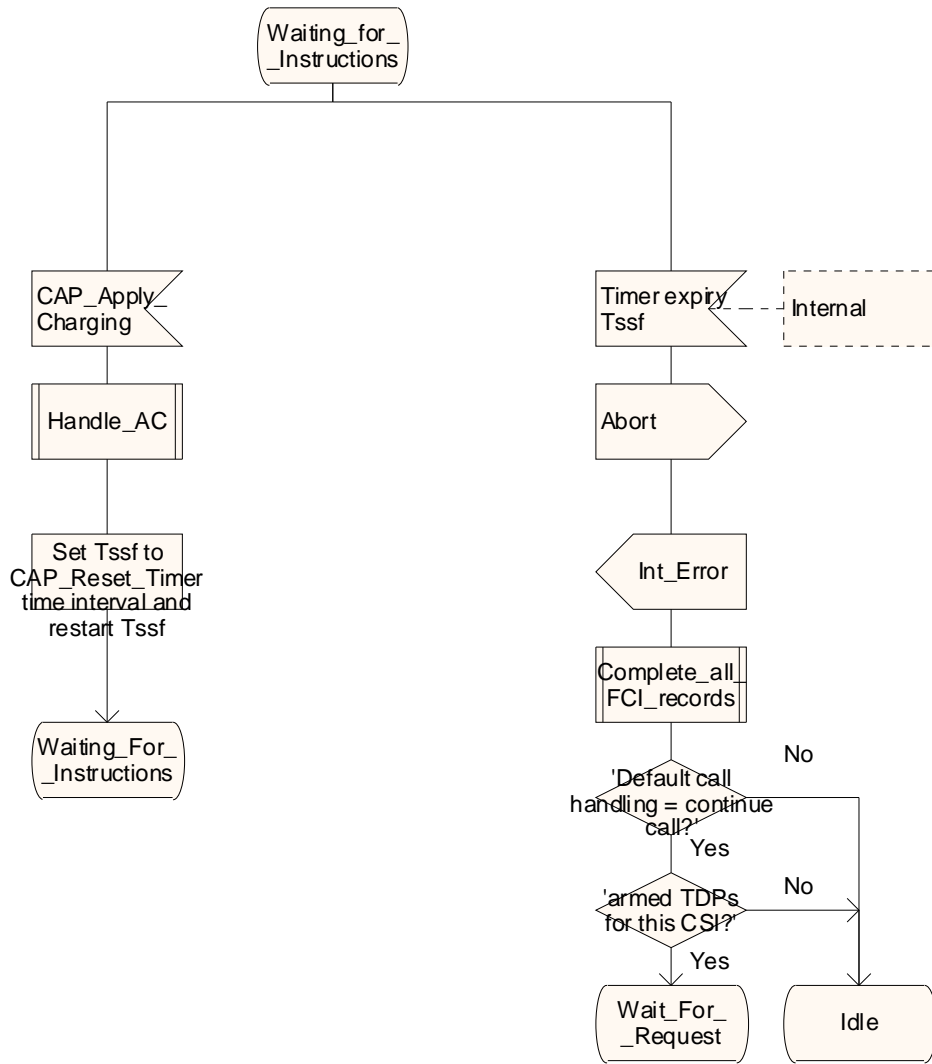 Waiting_for_
_Instructions
CAP_Apply_
Charging
Timer expiry
Tssf
Internal
Handle_AC
Abort
Set Tssf to
CAP_Reset_Timer
time interval and
restart Tssf
Int_Error
Complete_all_
_FCI_records
Waiting_For_
_Instructions
No
'Default call
handling = continue
call?'
Yes
No
'armed TDPs
for this CSI?'
Yes
Wait_For_
_Request
Idle